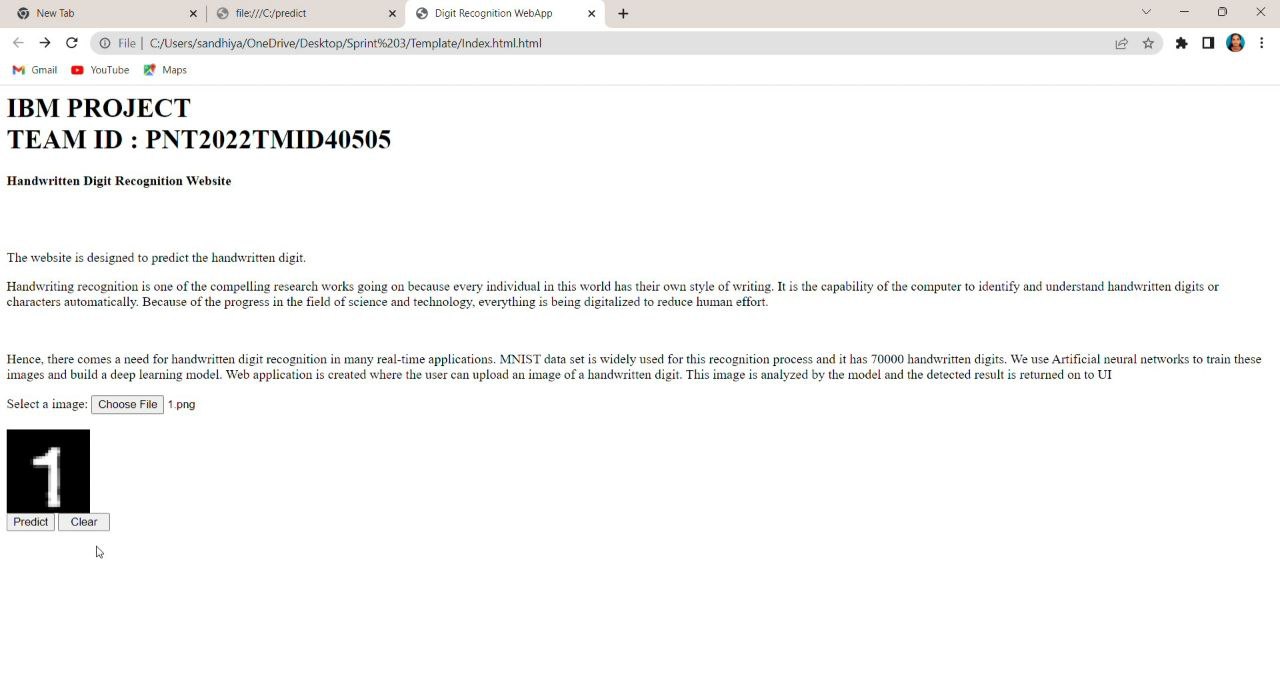 New Tab
file:///C:/predict
Digit Recognition WebApp
File | C:/Users/sandhiya/OneDrive/Desktop/Sprint%203/Template/Index.html.html
Gmail
YouTube
Maps
IBM PROJECT
TEAM ID : PNT2022TMID40505
Handwritten Digit Recognition Website
The website is designed to predict the handwritten digit.
Handwriting recognition is one of the compelling research works going on because every individual in this world has their own style of writing. It is the capability of the computer to identify and understand handwritten digits or
characters automatically. Because of the progress in the field of science and technology, everything is being digitalized to reduce human effort.
Hence, there comes a need for handwritten digit recognition in many real-time applications. MNIST data set is widely used for this recognition process and it has 70000 handwritten digits. We use Artificial neural networks to train these
images and build a deep learning model. Web application is created where the user can upload an image of a handwritten digit. This image is analyzed by the model and the detected result is returned on to UI
Select a image: Choose File 1.png
1
Predict Clear